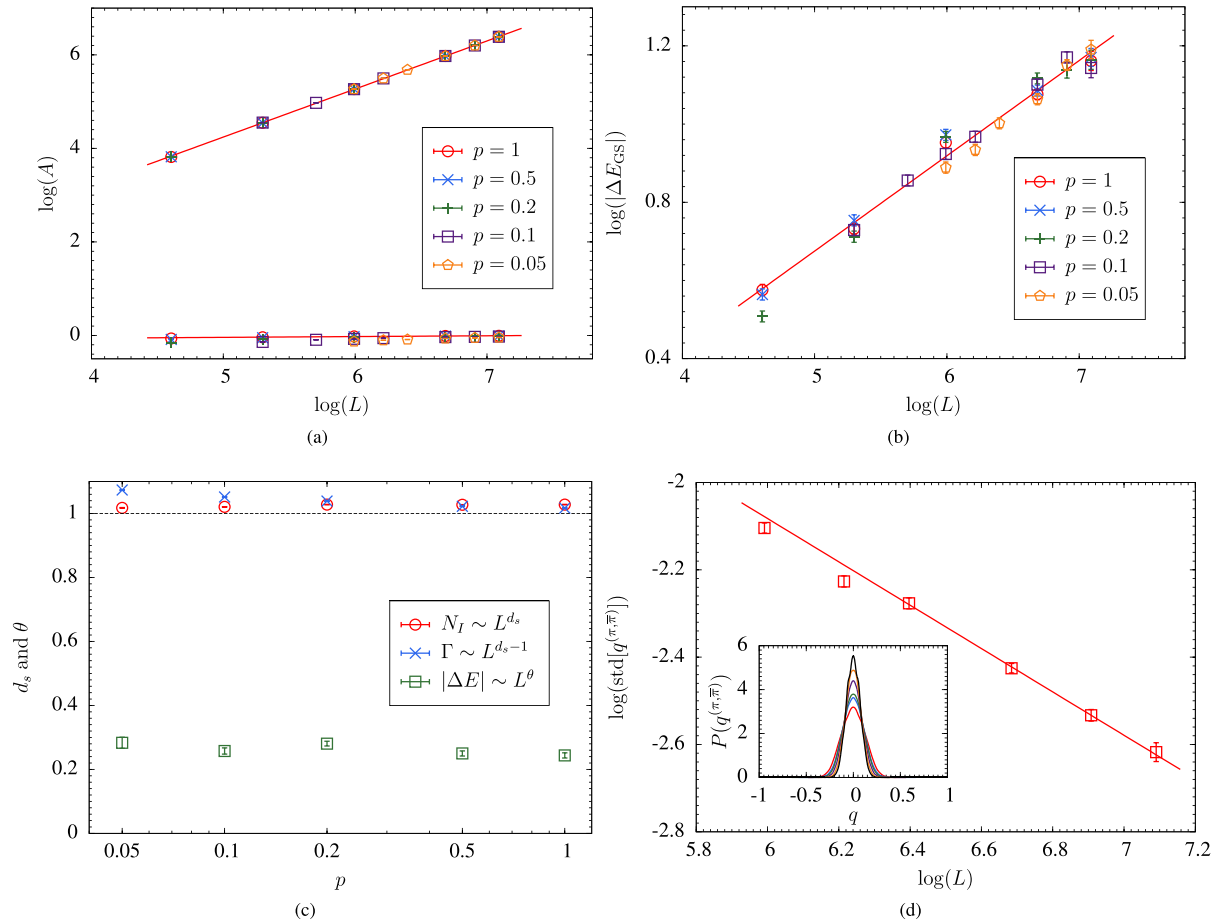 6
4
2
0
log(A)
4
5
6
7
log(L)
p = 1
p = 0.5
p = 0.2
p = 0.1
p = 0.05
(a)
1.2
0.8
0.4
log(|ΔE_GS|)
4
5
6
7
log(L)
p = 1
p = 0.5
p = 0.2
p = 0.1
p = 0.05
(b)
1
0.8
0.6
0.4
0.2
0
d_s and θ
0.05
0.1
0.2
0.5
1
p
N_I ∼ L^{d_s}
Γ ∼ L^{d_s−1}
|ΔE| ∼ L^θ
(c)
-2
-2.2
-2.4
-2.6
-2.8
log(std[q^{(π,π̅)}])
5.8
6
6.2
6.4
6.6
6.8
7
7.2
log(L)
6
4
2
0
P(q^{(π,π̅)})
-1
-0.5
0
0.5
1
q
(d)